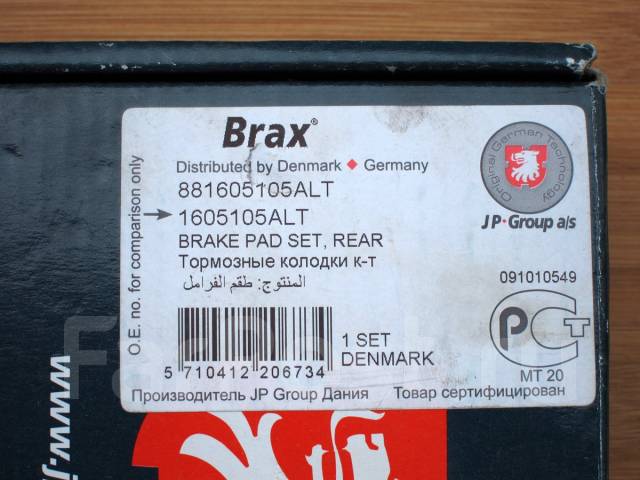 Brax®
Distributed by Denmark ♦ Germany
881605105ALT
1605105ALT
BRAKE PAD SET, REAR
Тормозные колодки к-т
المنتوج: طقم الفرامل
O.E. no. for comparison only
Original German Technology
JP·Group a/s
091010549
РСТ
МТ 20
1 SET
DENMARK
5 710412 206734
Производитель JP Group Дания
Товар сертифицирован
www.j